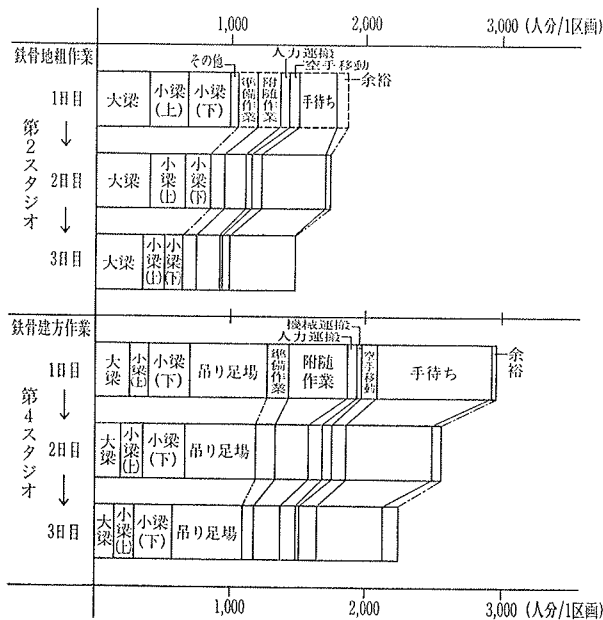 1,000 2,000 3,000 (人分/1区画)
鉄骨地組作業
その他 人力運搬 空手移動 余裕
第2スタジオ
1日目 大梁 小梁(上) 小梁(下) 準備作業 附随作業 手待ち
2日目 大梁 小梁(上) 小梁(下)
3日目 大梁 小梁(上) 小梁(下)
鉄骨建方作業
機械運搬
人力運搬
余裕
第4スタジオ
1日目 大梁 小梁(上) 小梁(下) 吊り足場 準備作業 附随作業 空手移動 手待ち
2日目 大梁 小梁(上) 小梁(下) 吊り足場
3日目 大梁 小梁(上) 小梁(下) 吊り足場
1,000 2,000 3,000 (人分/1区画)